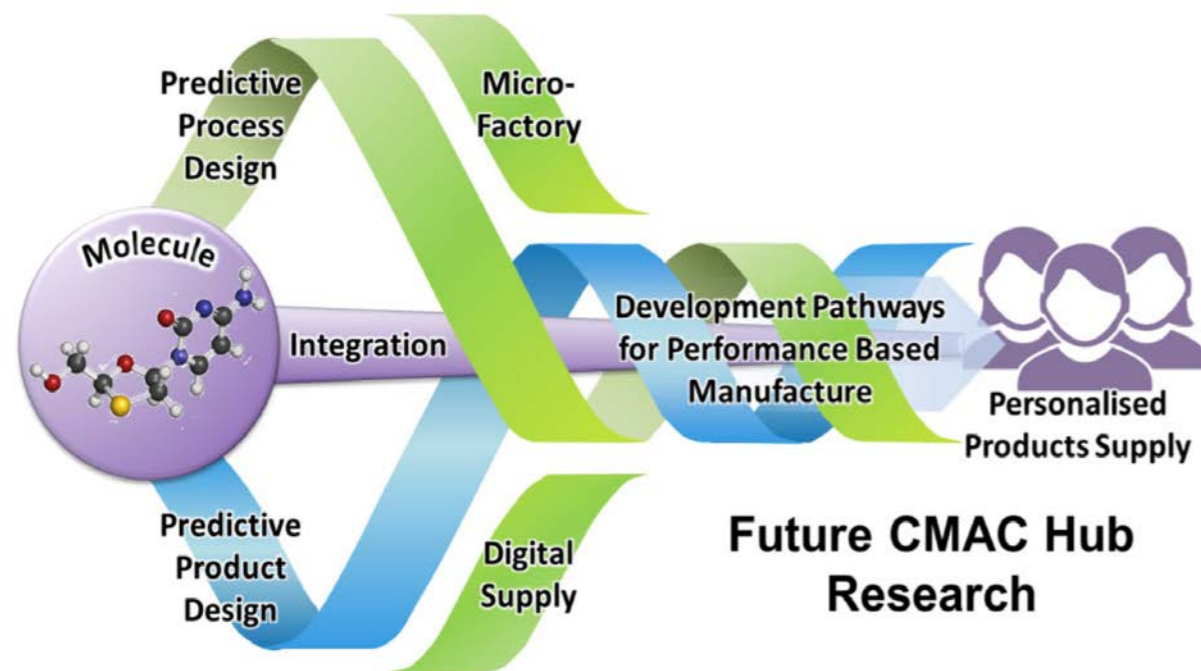 Predictive
Process
Design
Micro-
Factory
Molecule
Integration
Development Pathways
for Performance Based
Manufacture
Personalised
Products Supply
Predictive
Product
Design
Digital
Supply
Future CMAC Hub
Research